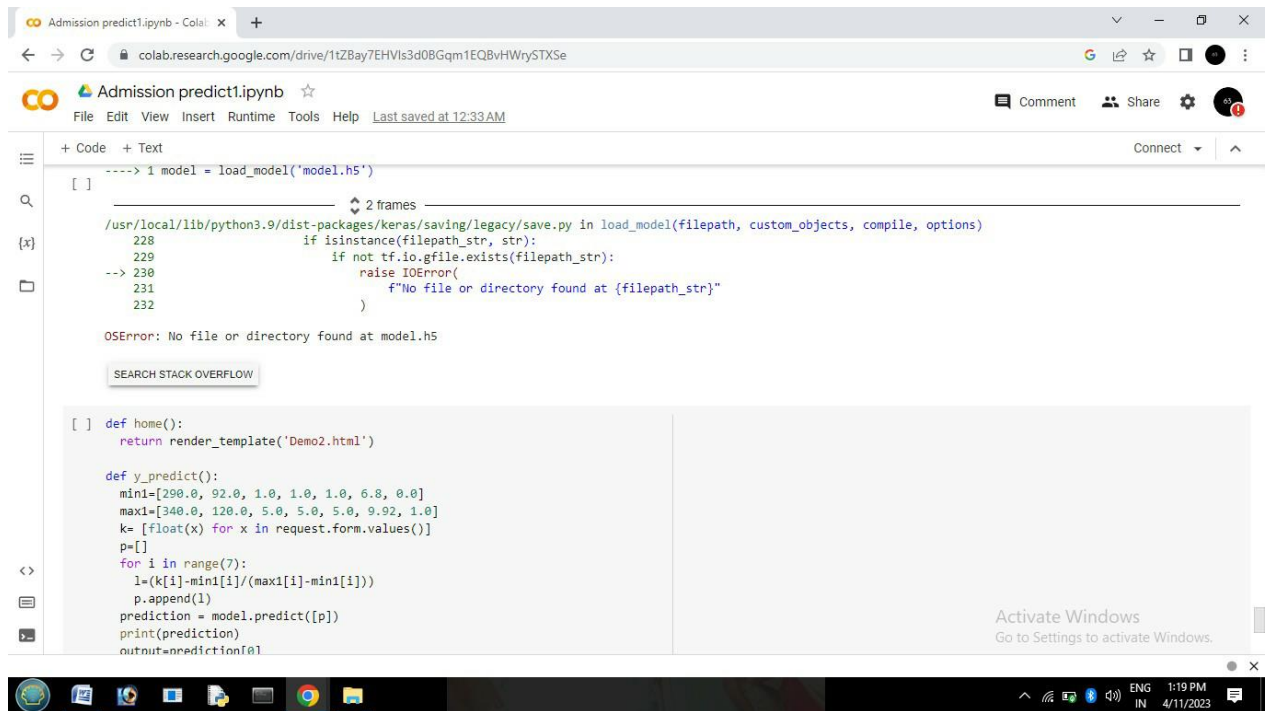 Admission predict1.ipynb - Colab
colab.research.google.com/drive/1tZBay7EHVIs3d0BGqm1EQBvHWrySTXSe
Admission predict1.ipynb
File Edit View Insert Runtime Tools Help Last saved at 12:33 AM
Comment Share
+ Code + Text
Connect
----> 1 model = load_model('model.h5')
[ ]
2 frames
/usr/local/lib/python3.9/dist-packages/keras/saving/legacy/save.py in load_model(filepath, custom_objects, compile, options)
228 if isinstance(filepath_str, str):
229 if not tf.io.gfile.exists(filepath_str):
--> 230 raise IOError(
231 f"No file or directory found at {filepath_str}"
232 )
OSError: No file or directory found at model.h5
SEARCH STACK OVERFLOW
[ ] def home():
return render_template('Demo2.html')
def y_predict():
min1=[290.0, 92.0, 1.0, 1.0, 1.0, 6.8, 0.0]
max1=[340.0, 120.0, 5.0, 5.0, 5.0, 9.92, 1.0]
k= [float(x) for x in request.form.values()]
p=[]
for i in range(7):
l=(k[i]-min1[i]/(max1[i]-min1[i]))
p.append(l)
prediction = model.predict([p])
print(prediction)
output=prediction[0]
Activate Windows
Go to Settings to activate Windows.
ENG 1:19 PM
IN 4/11/2023